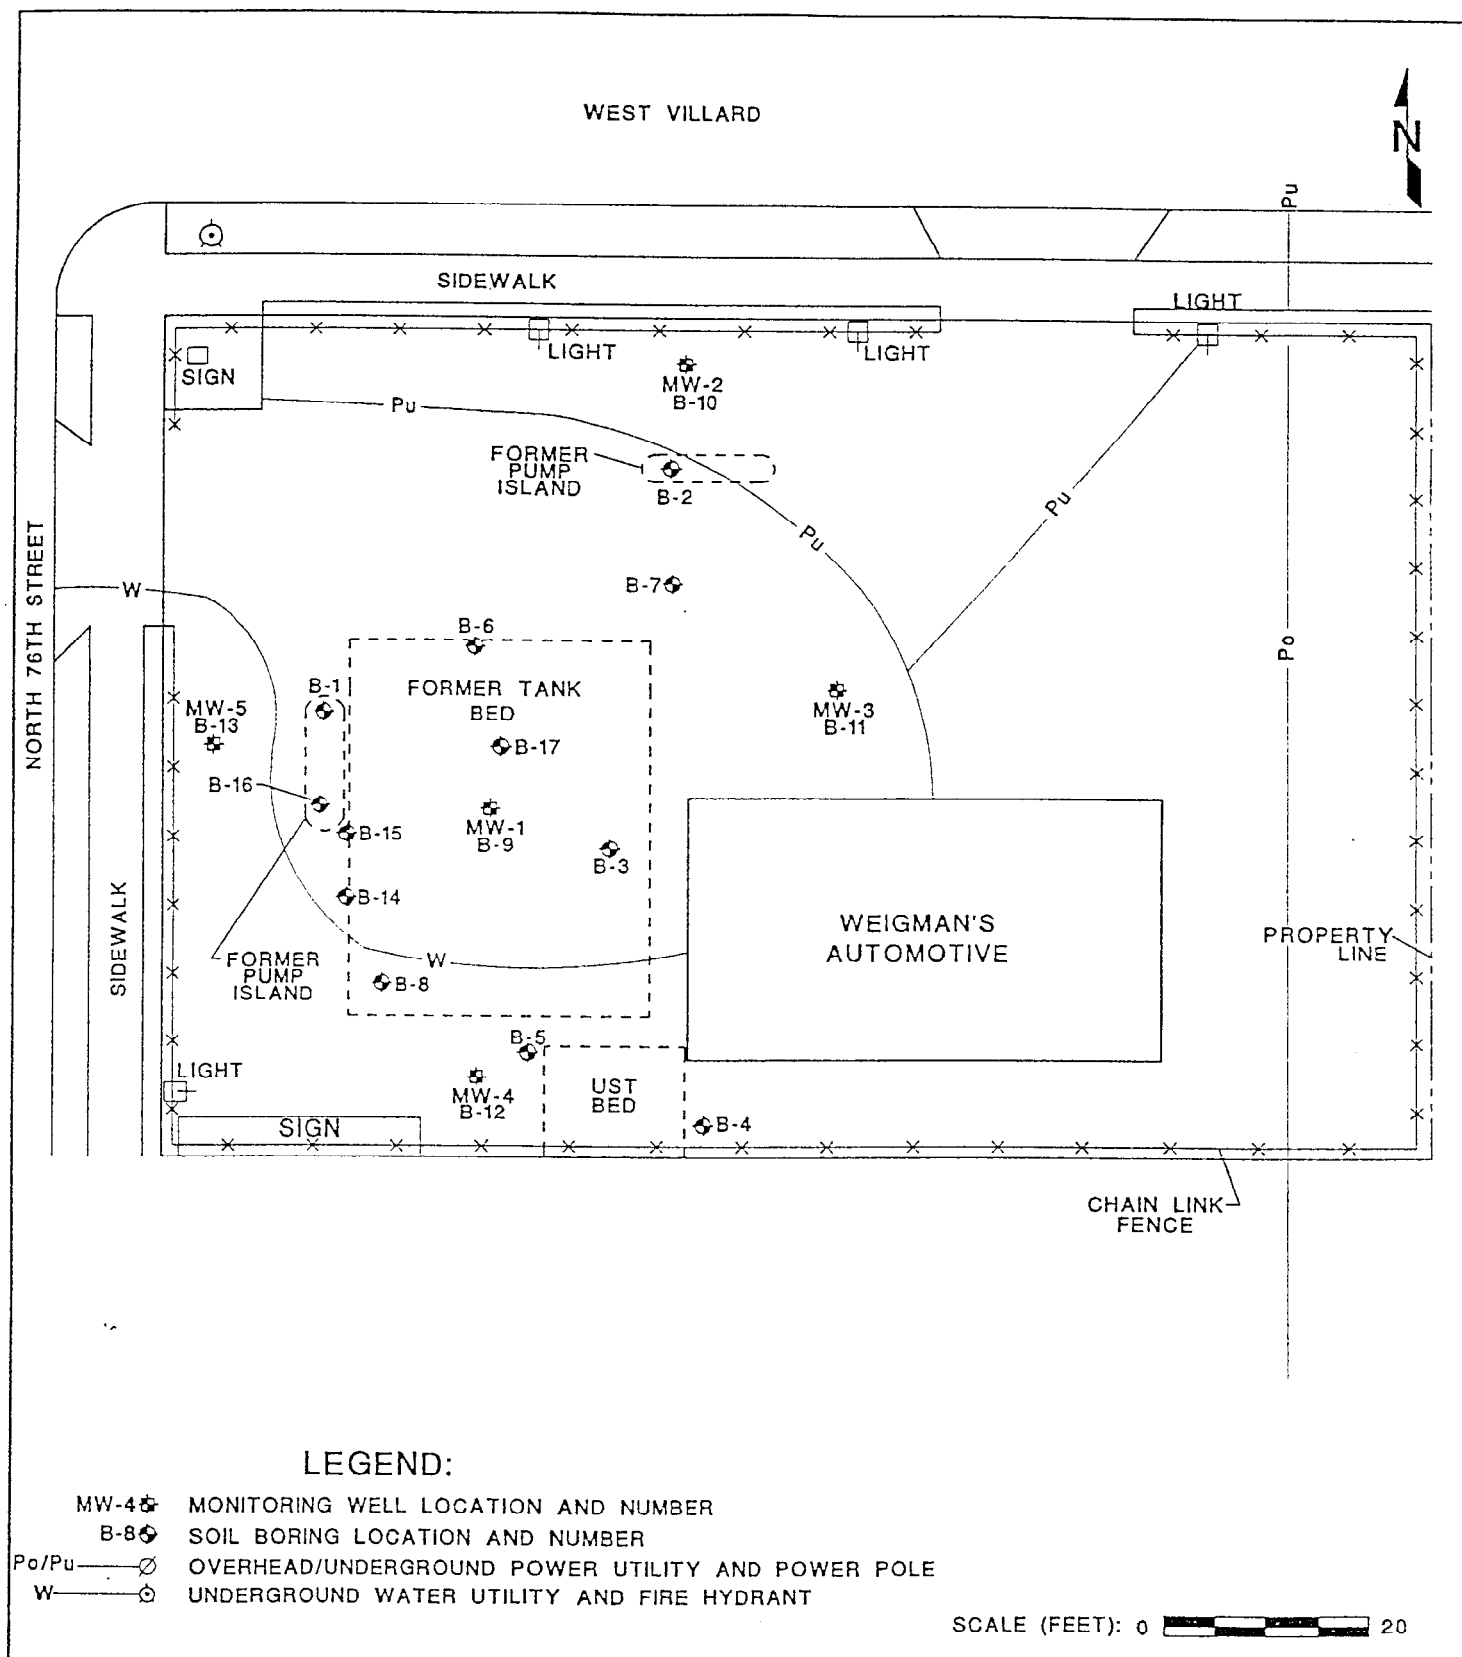 WEST VILLARD
N
Pu
SIDEWALK
LIGHT
LIGHT
LIGHT
SIGN
MW-2
B-10
Pu
FORMER
PUMP
ISLAND
B-2
Pu
Pu
NORTH 76TH STREET
W
B-7
B-6
Po
FORMER TANK
BED
B-1
MW-5
B-13
MW-3
B-11
B-17
B-16
MW-1
B-9
B-15
B-3
B-14
WEIGMAN'S
AUTOMOTIVE
PROPERTY
LINE
SIDEWALK
FORMER
PUMP
ISLAND
W
B-8
B-5
LIGHT
MW-4
B-12
UST
BED
B-4
SIGN
CHAIN LINK
FENCE
LEGEND:
MW-4 MONITORING WELL LOCATION AND NUMBER
B-8 SOIL BORING LOCATION AND NUMBER
Po/Pu OVERHEAD/UNDERGROUND POWER UTILITY AND POWER POLE
W UNDERGROUND WATER UTILITY AND FIRE HYDRANT
SCALE (FEET): 0 20